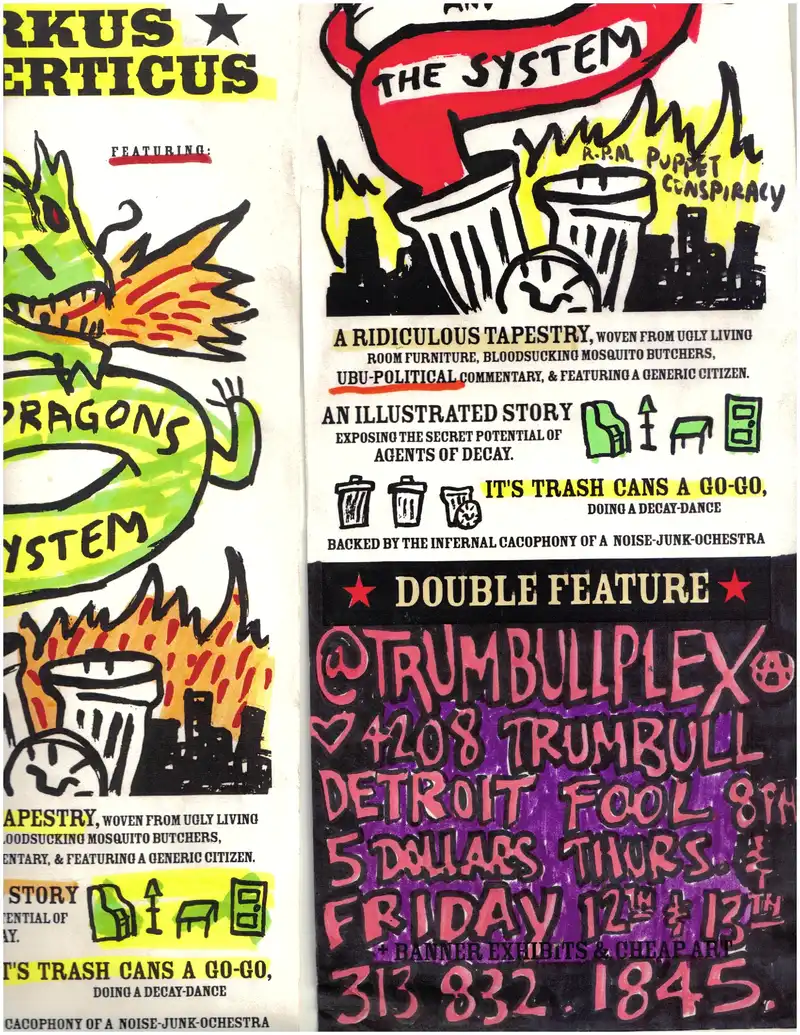 RKUS ★
ERTICUS
FEATURING:
DRAGONS
YSTEM
APESTRY, WOVEN FROM UGLY LIVING
LOODSUCKING MOSQUITO BUTCHERS,
ENTARY, & FEATURING A GENERIC CITIZEN.
STORY
TENTIAL OF
AY.
T'S TRASH CANS A GO-GO,
DOING A DECAY-DANCE
CACOPHONY OF A NOISE-JUNK-OCHESTRA
AND
THE SYSTEM
R.P.M. PUPPET
CONSPIRACY
A RIDICULOUS TAPESTRY, WOVEN FROM UGLY LIVING
ROOM FURNITURE, BLOODSUCKING MOSQUITO BUTCHERS,
UBU-POLITICAL COMMENTARY, & FEATURING A GENERIC CITIZEN.
AN ILLUSTRATED STORY
EXPOSING THE SECRET POTENTIAL OF
AGENTS OF DECAY.
IT'S TRASH CANS A GO-GO,
DOING A DECAY-DANCE
BACKED BY THE INFERNAL CACOPHONY OF A NOISE-JUNK-OCHESTRA
★ DOUBLE FEATURE ★
@TRUMBULLPLEX Ⓐ
♡ 4208 TRUMBULL
DETROIT FOOL 8TH
5 DOLLARS THURS. &
FRIDAY 12TH & 13TH
+ BANNER EXHIBITS & CHEAP ART
313 832.1845.